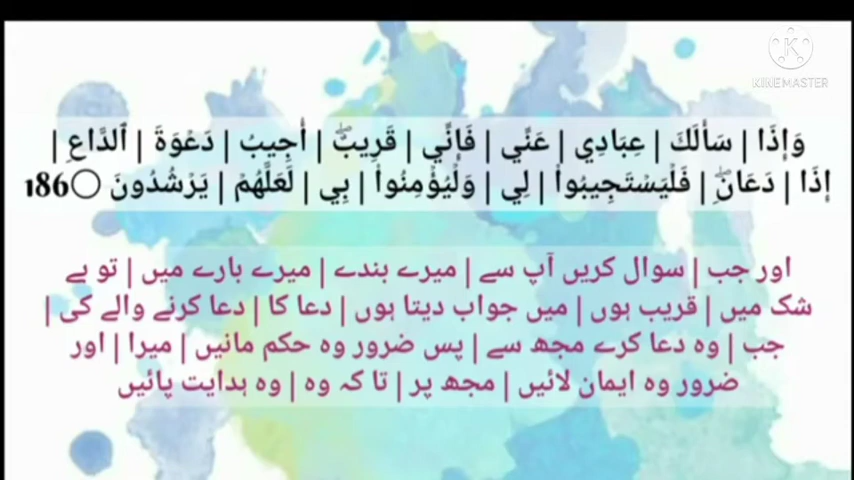 KINEMASTER
وَإِذَا | سَأَلَكَ | عِبَادِي | عَنِّي | فَإِنِّي | قَرِيبٌۖ | أُجِيبُ | دَعْوَةَ | ٱلدَّاعِ |
إِذَا | دَعَانِۖ | فَلْيَسْتَجِيبُوا۟ | لِي | وَلْيُؤْمِنُوا۟ | بِي | لَعَلَّهُمْ | يَرْشُدُونَ ○186
اور جب | سوال کریں آپ سے | میرے بندے | میرے بارے میں | تو بے
شک میں | قریب ہوں | میں جواب دیتا ہوں | دعا کا | دعا کرنے والے کی |
جب | وہ دعا کرے مجھ سے | پس ضرور وہ حکم مانیں | میرا | اور
ضرور وہ ایمان لائیں | مجھ پر | تا کہ وہ | وہ ہدایت پائیں